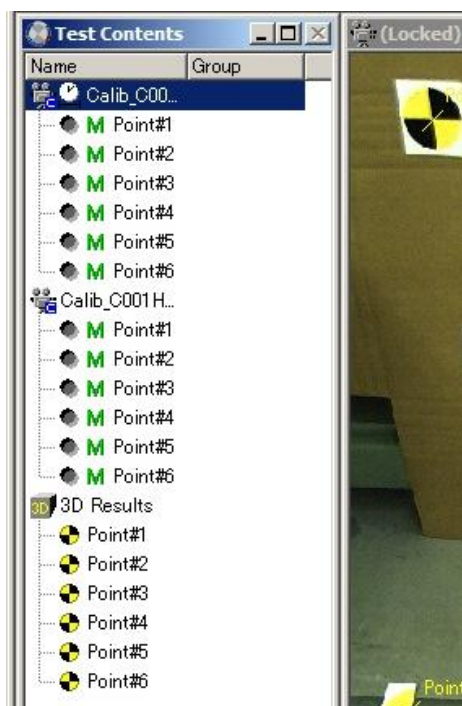 Test Contents
Name Group
Calib_C00...
M Point#1
M Point#2
M Point#3
M Point#4
M Point#5
M Point#6
Calib_C001H...
M Point#1
M Point#2
M Point#3
M Point#4
M Point#5
M Point#6
3D 3D Results
Point#1
Point#2
Point#3
Point#4
Point#5
Point#6
(Locked)
Point